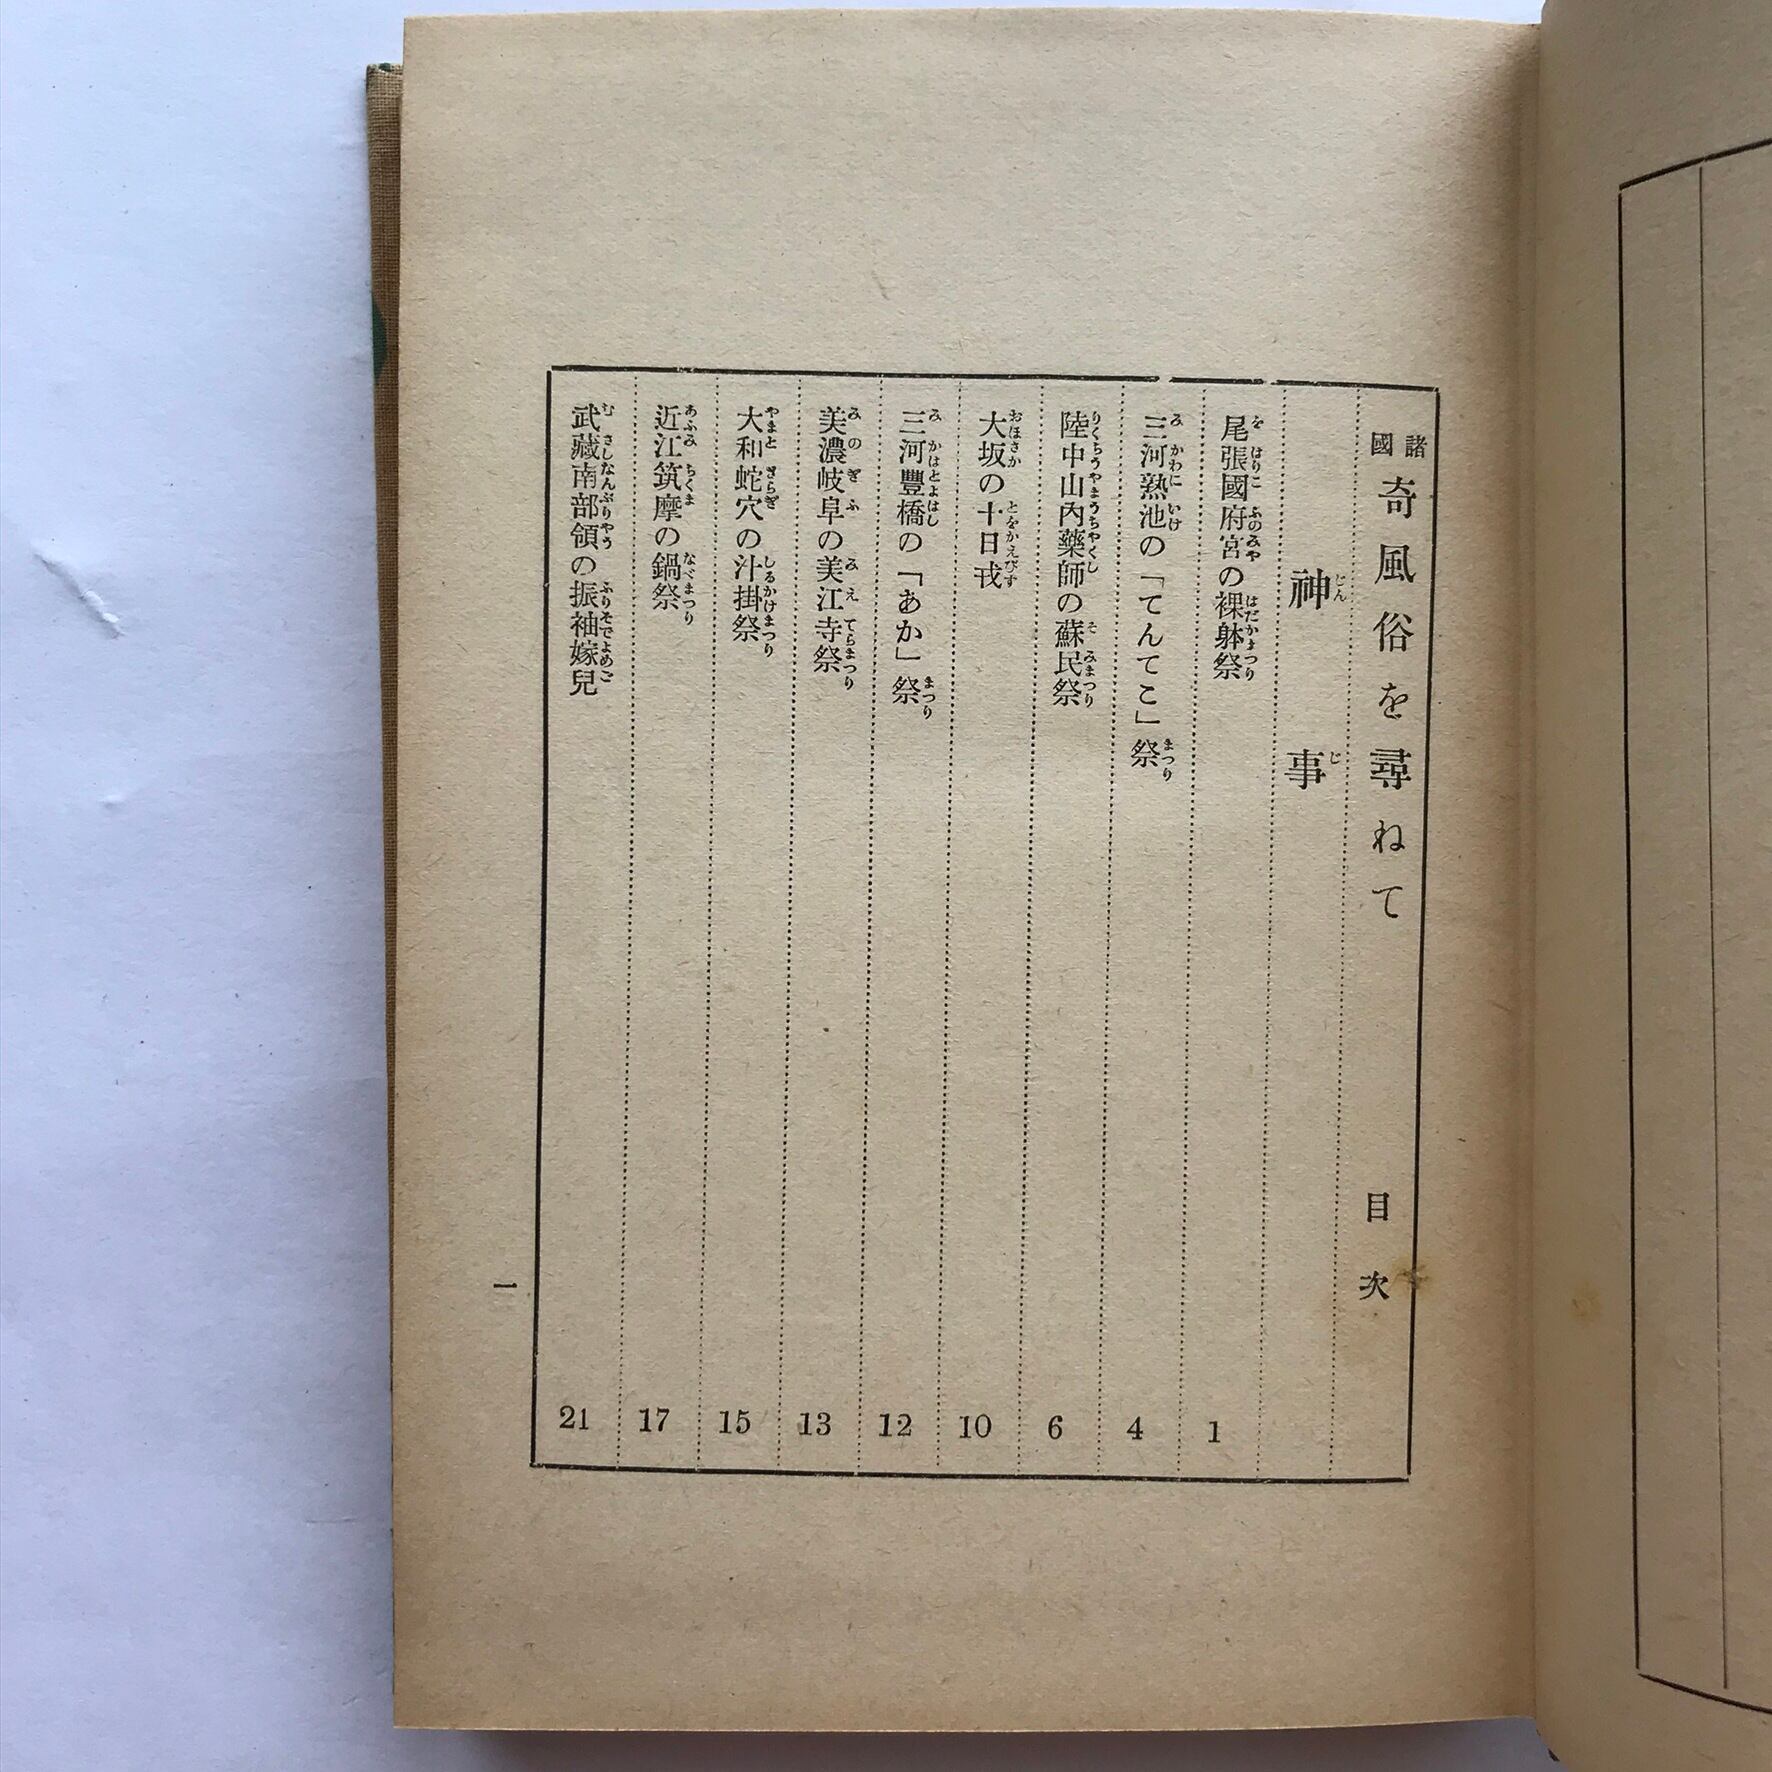 諸國 奇風俗を尋ねて 目次
神事
尾張國府宮の裸躰祭 1
三河熟池の「てんてこ」祭 4
陸中山內藥師の蘇民祭 6
大坂の十日戎 10
三河豐橋の「あか」祭 12
美濃岐阜の美江寺祭 13
大和蛇穴の汁掛祭 15
近江筑摩の鍋祭 17
武藏南部領の振袖嫁兒 21
一